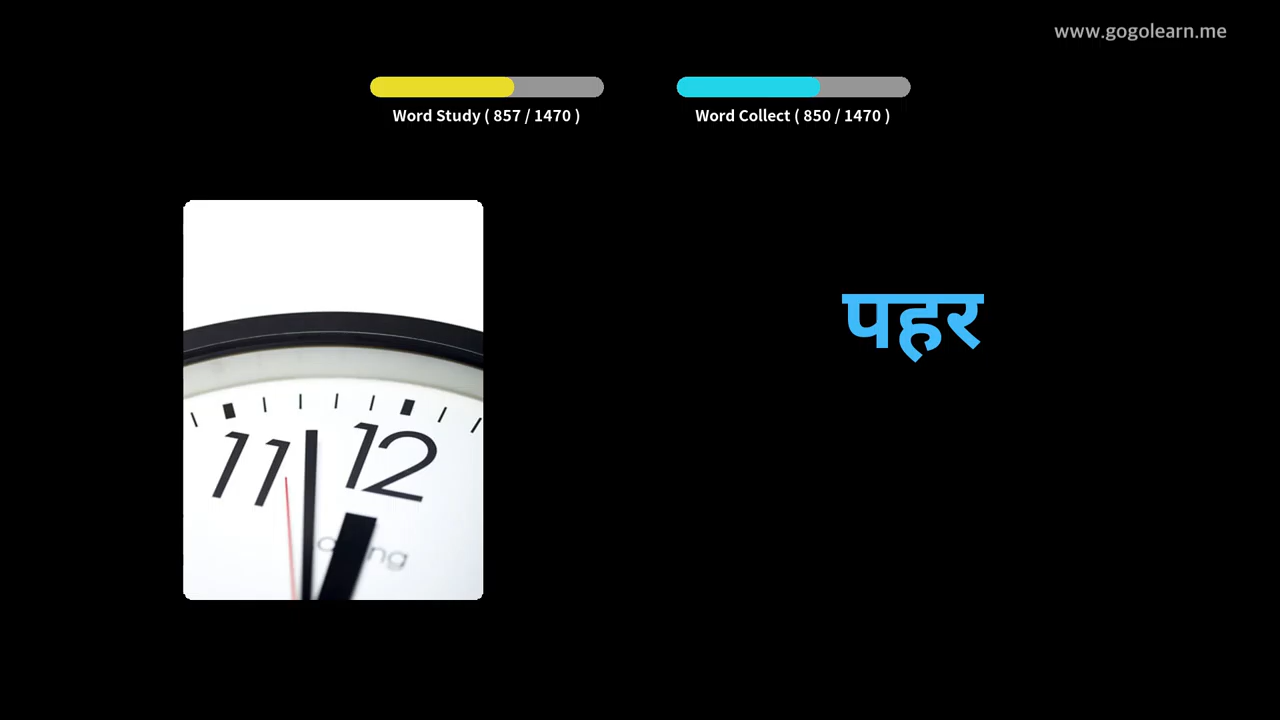 www.gogolearn.me
Word Study ( 857 / 1470 )
Word Collect ( 850 / 1470 )
पहर
11 12